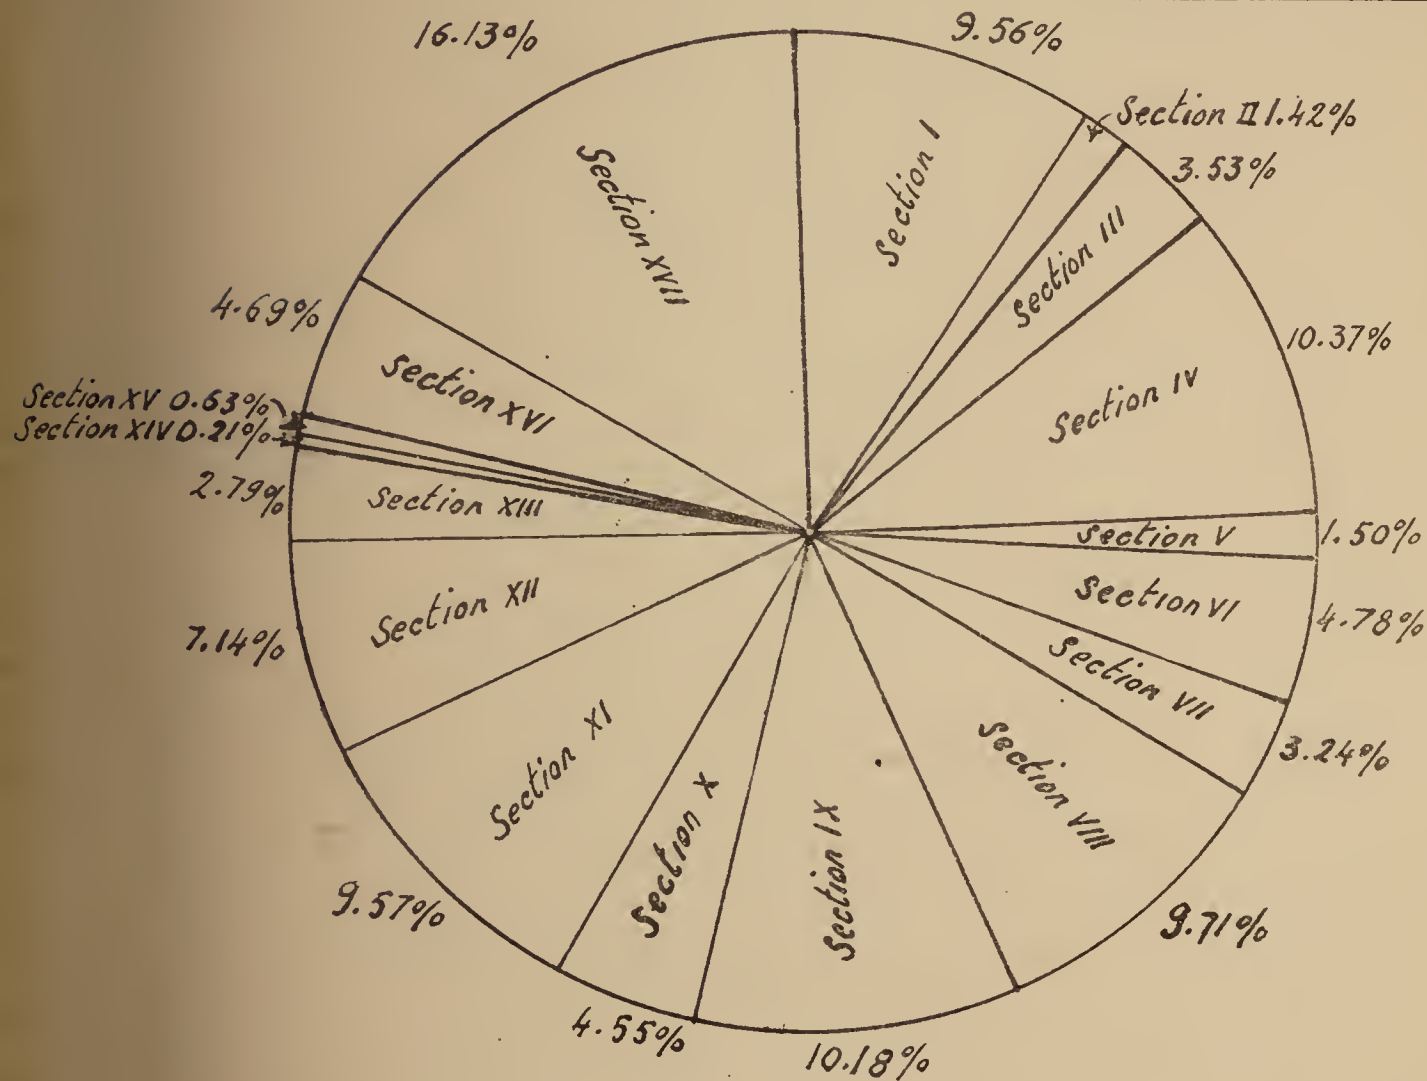 9.56%
Section I
Section II 1.42%
3.53%
Section III
10.37%
Section IV
1.50%
Section V
4.78%
Section VI
3.24%
Section VII
9.71%
Section VIII
10.18%
Section IX
4.55%
Section X
9.57%
Section XI
7.14%
Section XII
2.79%
Section XIII
Section XIV 0.21%
Section XV 0.63%
4.69%
Section XVI
16.13%
Section XVII